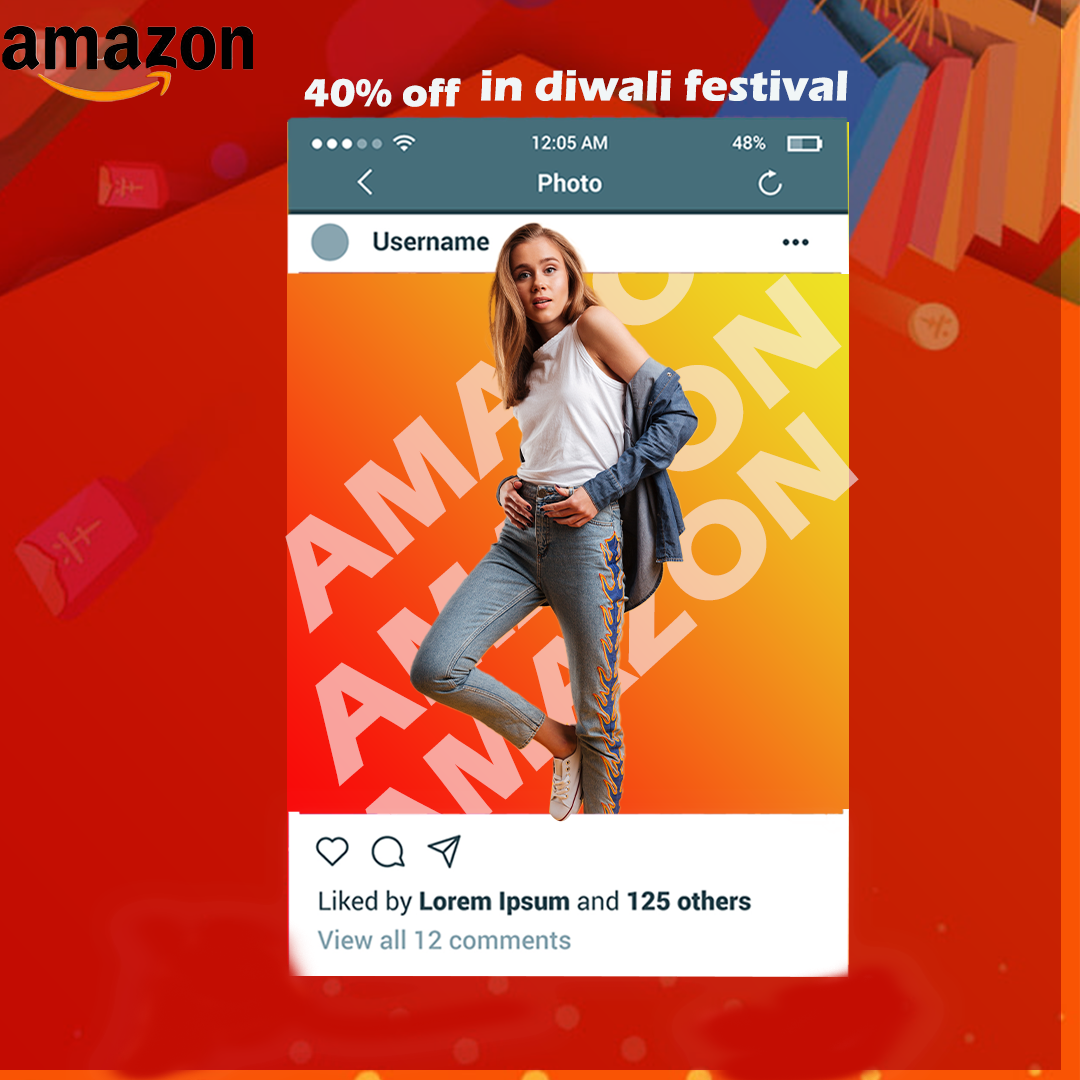 amazon
40% off in diwali festival
12:05 AM 48%
Photo
Username
AMAZON
AMAZON
AMAZON
Liked by Lorem Ipsum and 125 others
View all 12 comments